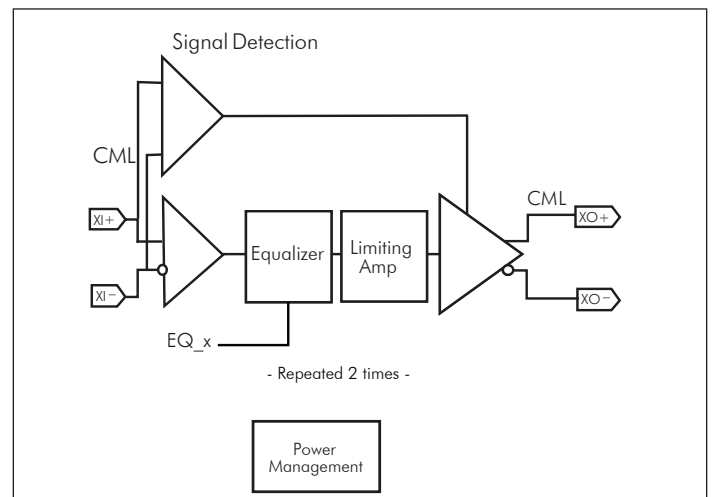 Signal Detection
CML
XI+
XI-
Equalizer
Limiting
Amp
CML
XO+
XO-
EQ_x
- Repeated 2 times -
Power
Management